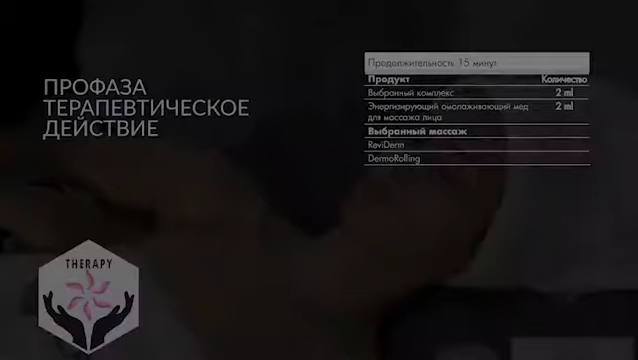 ПРОФАЗА
ТЕРАПЕВТИЧЕСКОЕ
ДЕЙСТВИЕ
Продолжительность 15 минут
Продукт Количество
Выбранный комплекс 2 ml
Энергизирующий омолаживающий мед 2 ml
для массажа лица
Выбранный массаж
ReviDerm
DermoRolling
THERAPY